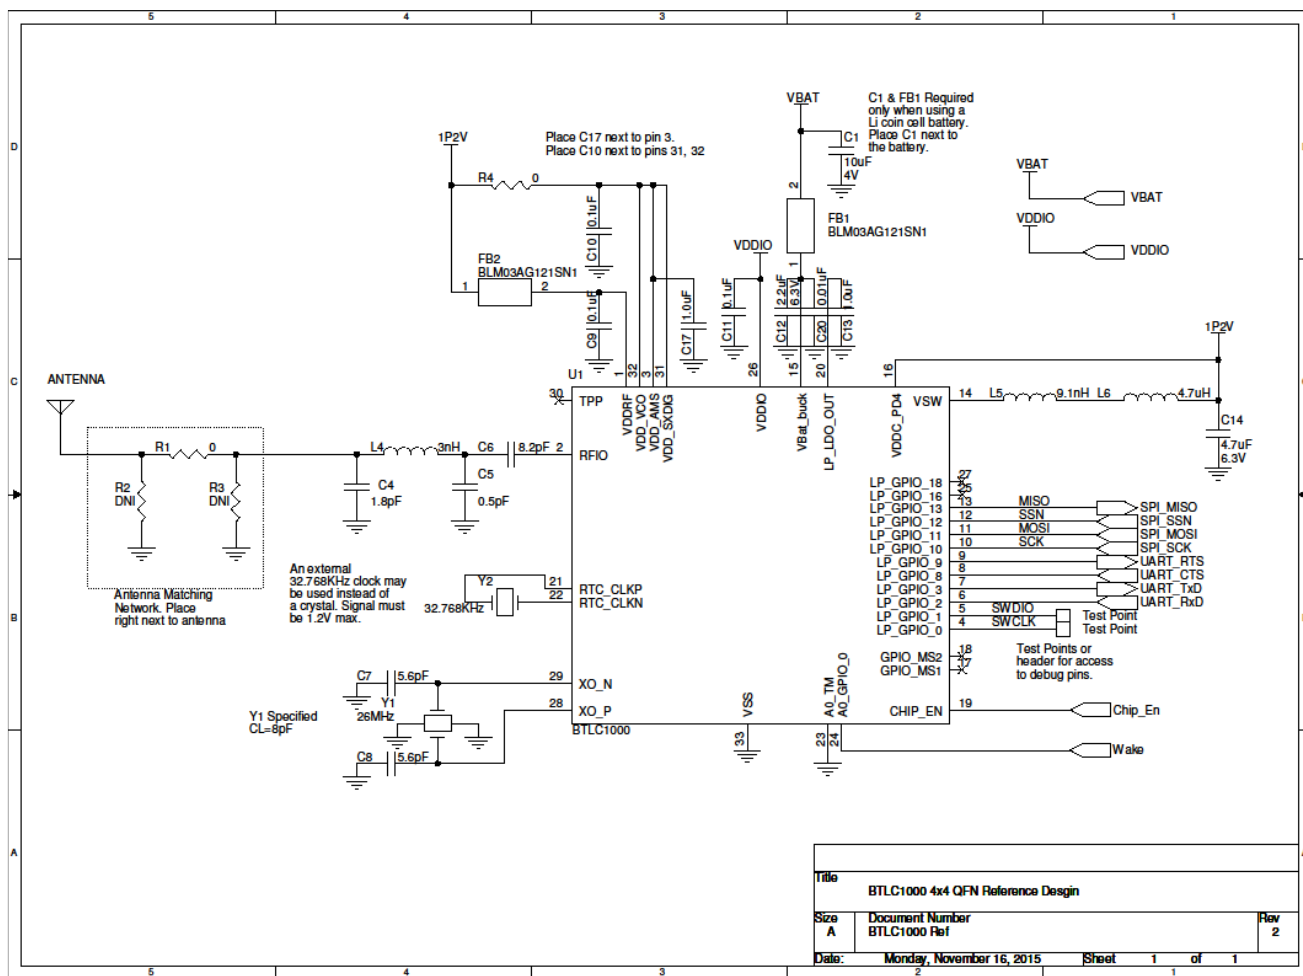 5 4 3 2 1
D
C
B
A
VBAT
C1 & FB1 Required
only when using a
Li coin cell battery.
Place C1 next to
the battery.
C1
10uF
4V
1P2V
Place C17 next to pin 3.
Place C10 next to pins 31, 32
R4 0
0.1uF
C10
FB2
BLM03AG121SN1
1 2
0.1uF
C9
1.0uF
C17
2
FB1
BLM03AG121SN1
1
VDDIO
0.1uF
C11
2.2uF
6.3V
C12
0.01uF
C20
1.0uF
C13
VBAT
VBAT
VDDIO
VDDIO
1P2V
ANTENNA
U1
1 32 3 31 26 15 20 16
30 TPP
VDDRF
VDD_VCO
VDD_AMS
VDD_SXDIG
VDDIO
VBat_buck
LP_LDO_OUT
VDDC_PD4
VSW 14 L5 9.1nH L6 4.7uH
C14
4.7uF
6.3V
R1 0
R2
DNI
R3
DNI
L4 3nH C6 8.2pF 2 RFIO
C4
1.8pF
C5
0.5pF
Antenna Matching
Network. Place
right next to antenna
An external
32.768KHz clock may
be used instead of
a crystal. Signal must
be 1.2V max.
Y2
32.768KHz
21 RTC_CLKP
22 RTC_CLKN
LP_GPIO_18 27
LP_GPIO_16 25
LP_GPIO_13 13 MISO SPI_MISO
LP_GPIO_12 12 SSN SPI_SSN
LP_GPIO_11 11 MOSI SPI_MOSI
LP_GPIO_10 10 SCK SPI_SCK
LP_GPIO_9 9 UART_RTS
LP_GPIO_8 8 UART_CTS
LP_GPIO_3 7 UART_TxD
LP_GPIO_2 6 UART_RxD
LP_GPIO_1 5 SWDIO Test Point
LP_GPIO_0 4 SWCLK Test Point
GPIO_MS2 18
GPIO_MS1 17
Test Points or
header for access
to debug pins.
C7 5.6pF
29 XO_N
Y1
26MHz
28 XO_P
Y1 Specified
CL=8pF
C8 5.6pF
BTLC1000
VSS
33
A0_TM
23
A0_GPIO_0
24
CHIP_EN 19 Chip_En
Wake
Title
BTLC1000 4x4 QFN Reference Desgin
Size Document Number Rev
A BTLC1000 Ref 2
Date: Monday, November 16, 2015 Sheet 1 of 1
5 4 3 2 1